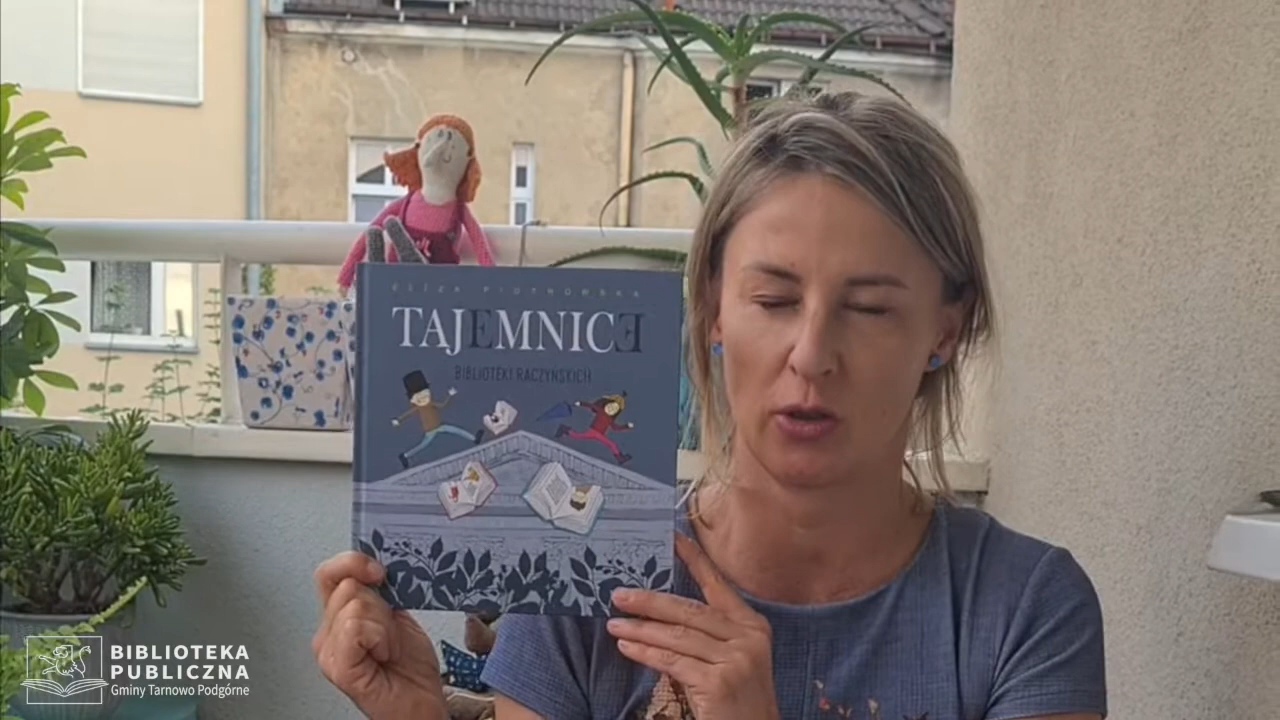 ELIZA PIOTROWSKA
TAJEMNICE
BIBLIOTEKI RACZYŃSKICH
BIBLIOTEKA
PUBLICZNA
Gminy Tarnowo Podgórne